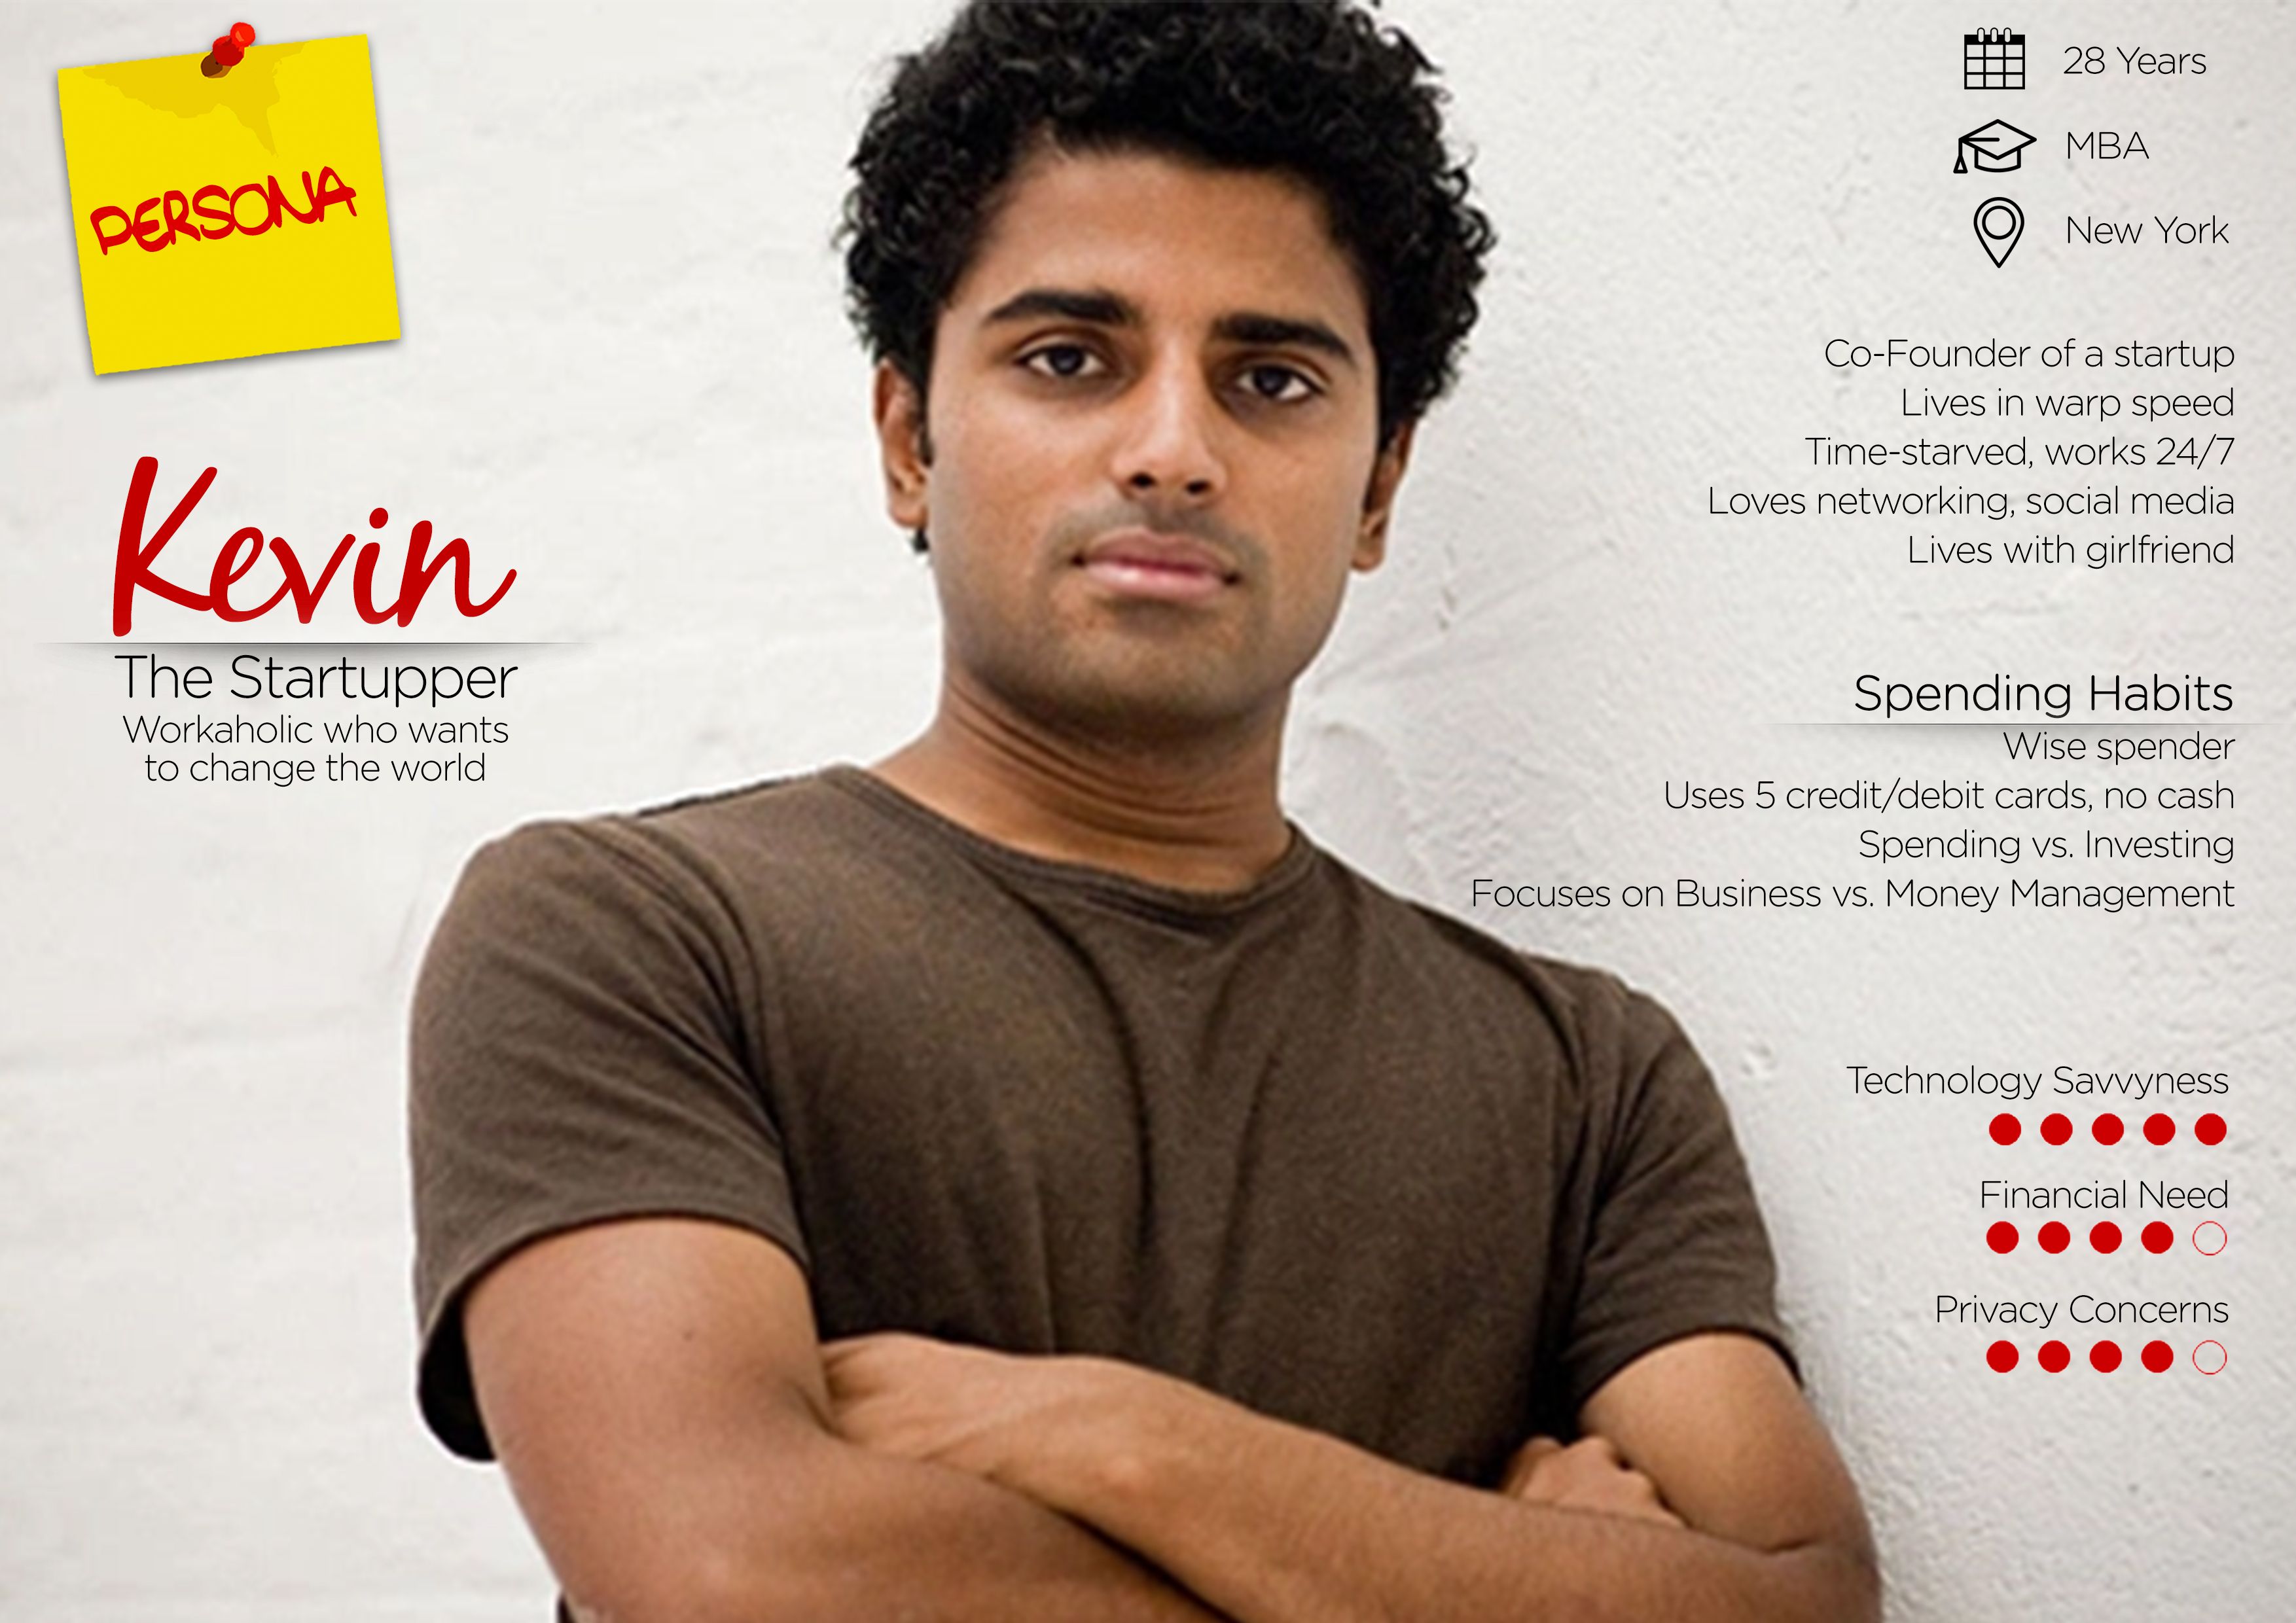 PERSONA
Kevin
The Startupper
Workaholic who wants
to change the world
28 Years
MBA
New York
Co-Founder of a startup
Lives in warp speed
Time-starved, works 24/7
Loves networking, social media
Lives with girlfriend
Spending Habits
Wise spender
Uses 5 credit/debit cards, no cash
Spending vs. Investing
Focuses on Business vs. Money Management
Technology Savvyness
Financial Need
Privacy Concerns